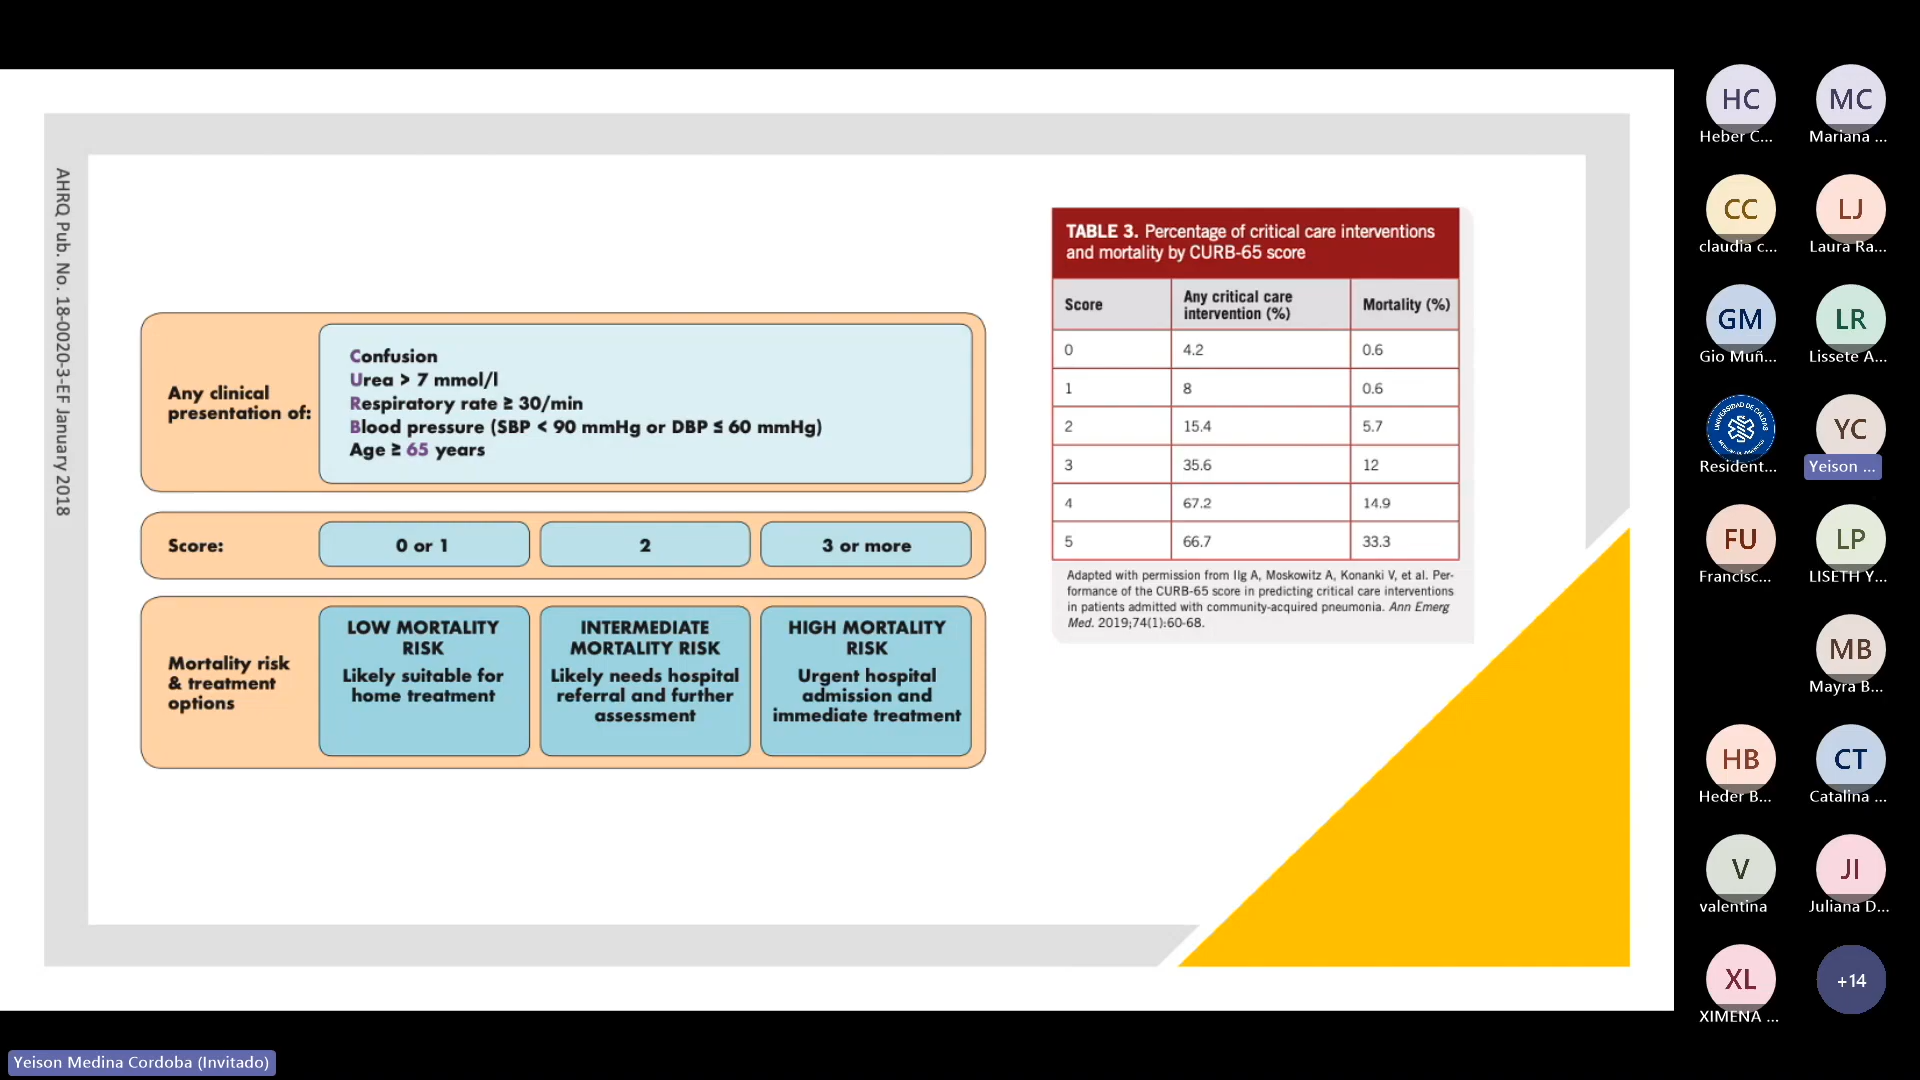 AHRQ Pub. No. 18-0020-3-EF January 2018
Any clinical
presentation of:
Confusion
Urea > 7 mmol/l
Respiratory rate ≥ 30/min
Blood pressure (SBP < 90 mmHg or DBP ≤ 60 mmHg)
Age ≥ 65 years
Score:
0 or 1
2
3 or more
Mortality risk
& treatment
options
LOW MORTALITY
RISK
Likely suitable for
home treatment
INTERMEDIATE
MORTALITY RISK
Likely needs hospital
referral and further
assessment
HIGH MORTALITY
RISK
Urgent hospital
admission and
immediate treatment
TABLE 3. Percentage of critical care interventions
and mortality by CURB-65 score
Score Any critical care intervention (%) Mortality (%)
0 4.2 0.6
1 8 0.6
2 15.4 5.7
3 35.6 12
4 67.2 14.9
5 66.7 33.3
Adapted with permission from Ilg A, Moskowitz A, Konanki V, et al. Per-
formance of the CURB-65 score in predicting critical care interventions
in patients admitted with community-acquired pneumonia. Ann Emerg
Med. 2019;74(1):60-68.
HC MC
Heber C... Mariana ...
CC LJ
claudia c... Laura Ra...
GM LR
Gio Muñ... Lissete A...
UNIVERSIDAD DE CALDAS
YC
Resident... Yeison ...
FU LP
Francisc... LISETH Y...
MB
Mayra B...
HB CT
Heder B... Catalina ...
V JI
valentina Juliana D...
XL +14
XIMENA ...
Yeison Medina Cordoba (Invitado)